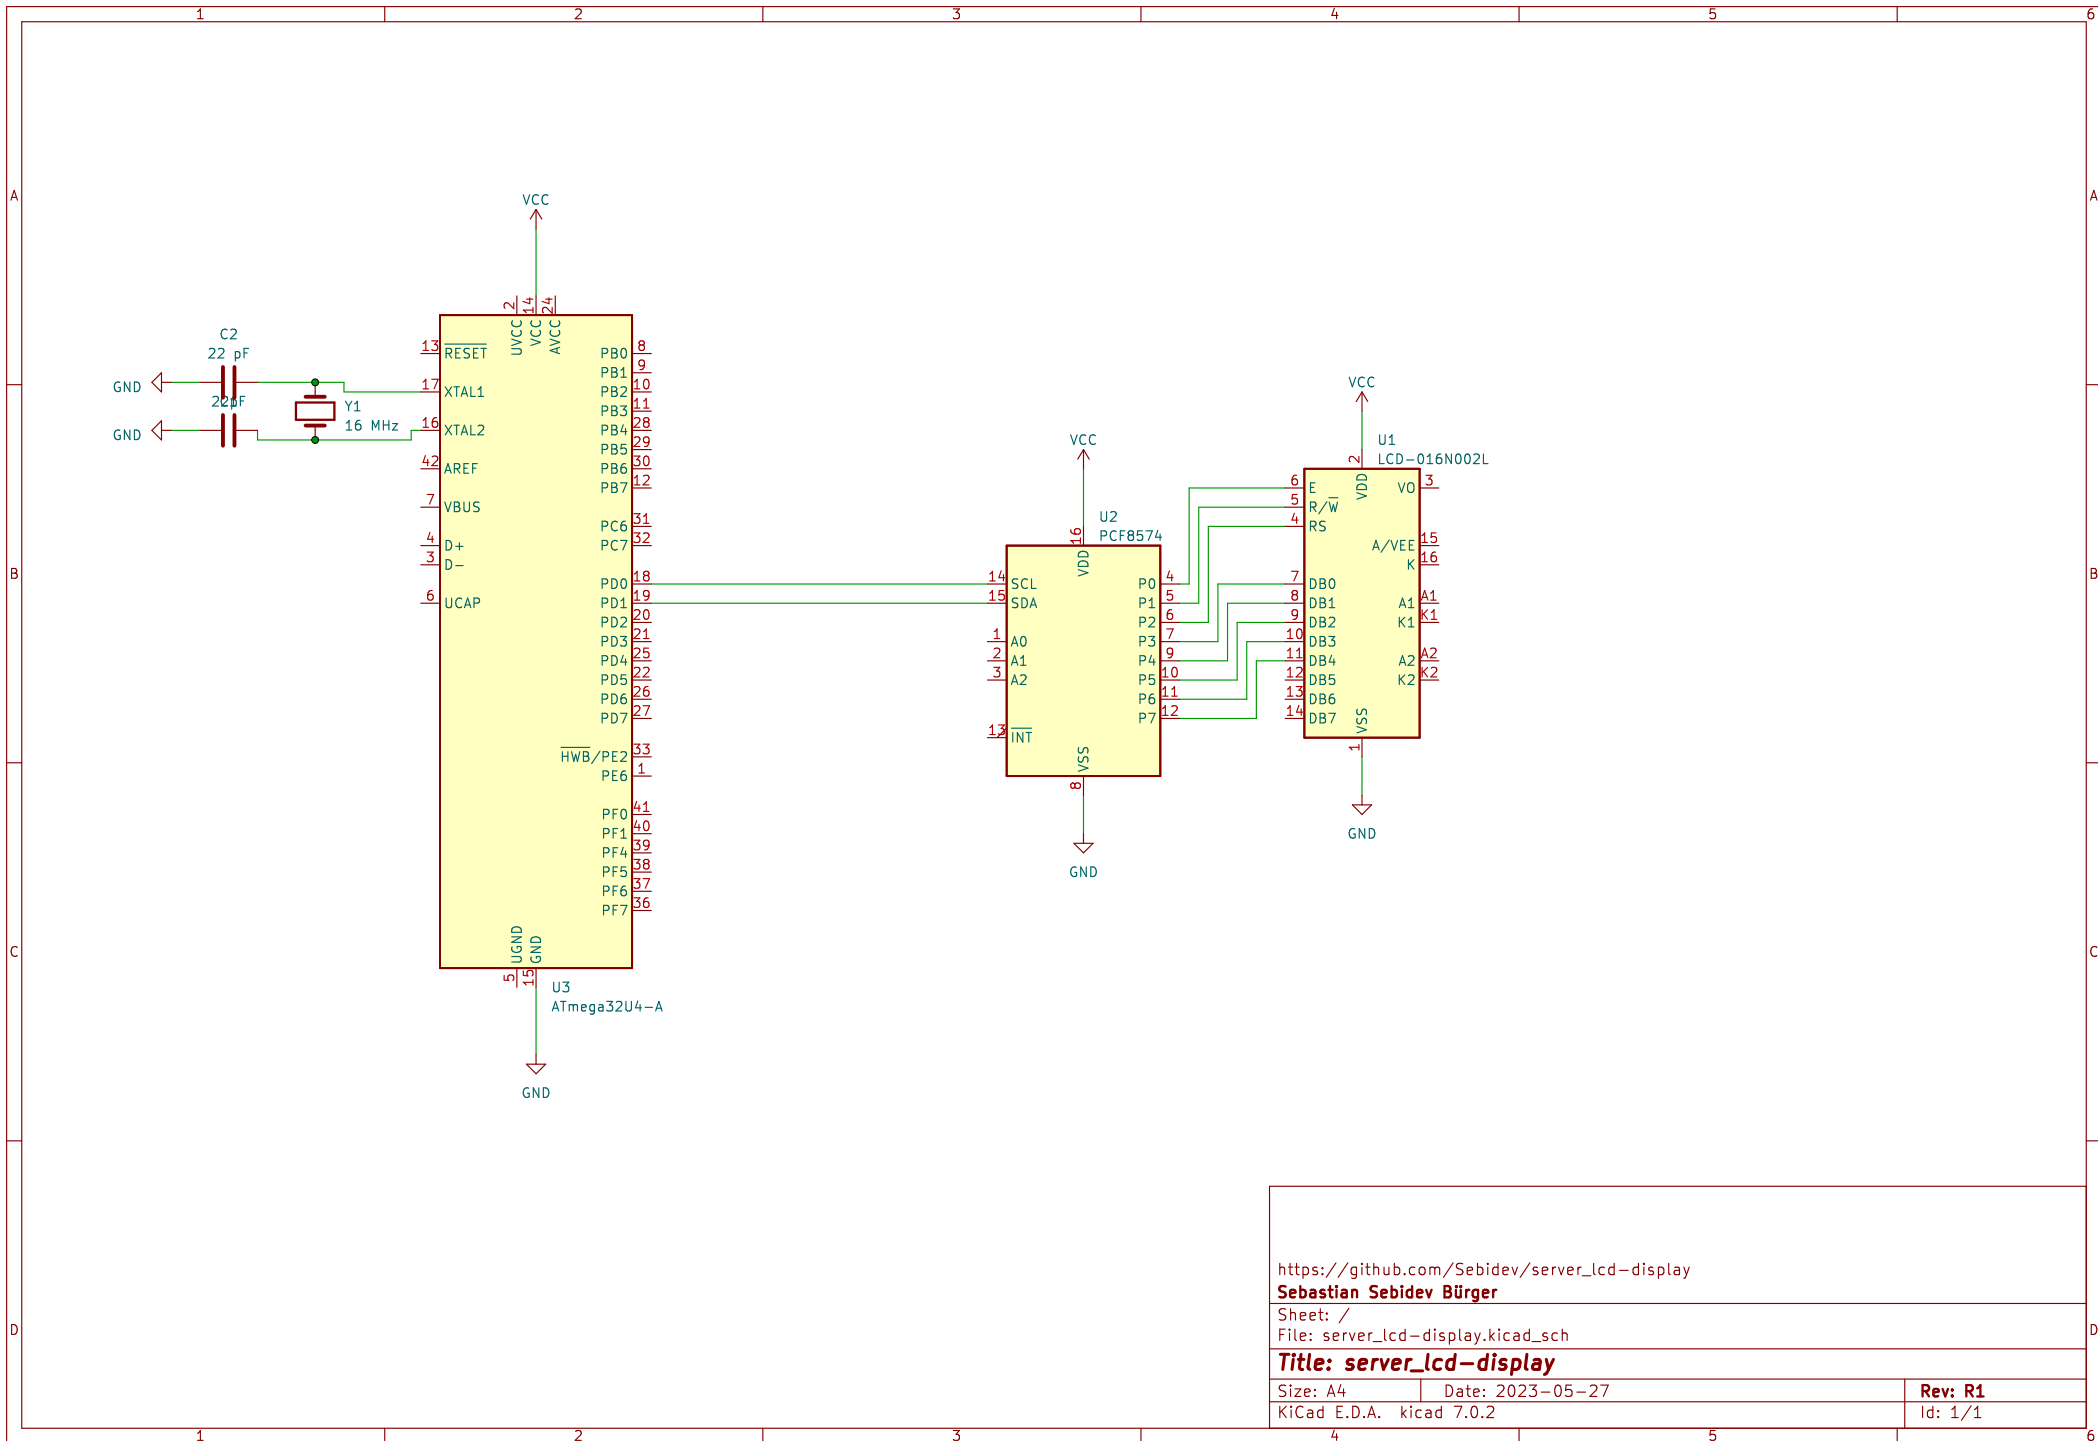 1 2 3 4 5 6
A
B
C
D
A
B
C
D
1 2 3 4 5 6
C2
22 pF
GND
22pF
GND
Y1
16 MHz
VCC
2 14 24
UVCC VCC AVCC
13 RESET
17 XTAL1
16 XTAL2
42 AREF
7 VBUS
4 D+
3 D-
6 UCAP
PB0 8
PB1 9
PB2 10
PB3 11
PB4 28
PB5 29
PB6 30
PB7 12
PC6 31
PC7 32
PD0 18
PD1 19
PD2 20
PD3 21
PD4 25
PD5 22
PD6 26
PD7 27
HWB/PE2 33
PE6 1
PF0 41
PF1 40
PF4 39
PF5 38
PF6 37
PF7 36
UGND GND
5 15
U3
ATmega32U4-A
GND
VCC
U2
PCF8574
16
VDD
14 SCL
15 SDA
1 A0
2 A1
3 A2
13 INT
P0 4
P1 5
P2 6
P3 7
P4 9
P5 10
P6 11
P7 12
VSS
8
GND
VCC
U1
LCD-016N002L
2
VDD
6 E
5 R/W
4 RS
7 DB0
8 DB1
9 DB2
10 DB3
11 DB4
12 DB5
13 DB6
14 DB7
VO 3
A/VEE 15
K 16
A1 A1
K1 K1
A2 A2
K2 K2
VSS
1
GND
https://github.com/Sebidev/server_lcd-display
Sebastian Sebidev Bürger
Sheet: /
File: server_lcd-display.kicad_sch
Title: server_lcd-display
Size: A4 Date: 2023-05-27 Rev: R1
KiCad E.D.A. kicad 7.0.2 Id: 1/1